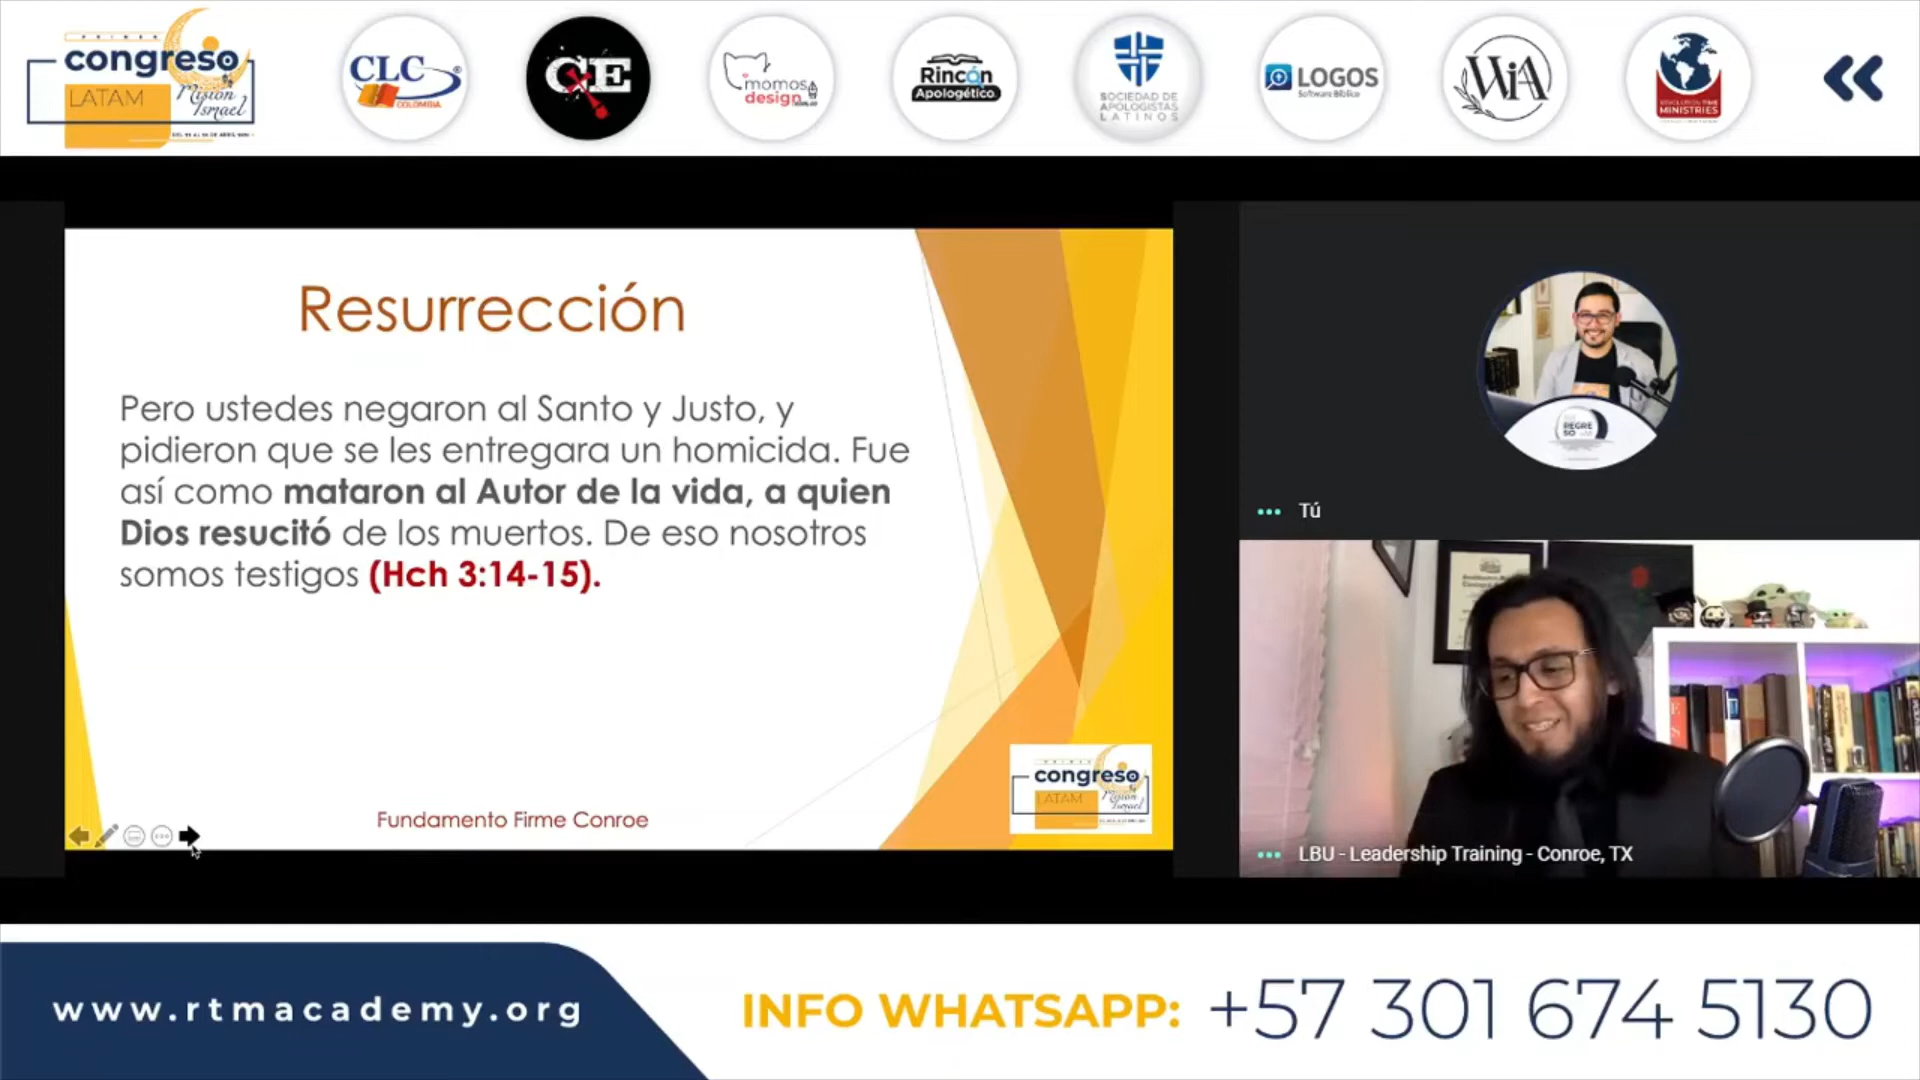 congreso
LATAM
Misión
Israel
CLC
COLOMBIA
CE
momos
design
Rincón
Apologético
SOCIEDAD DE
APOLOGISTAS
LATINOS
LOGOS
Software Bíblico
WiA
REVOLUTION TIME
MINISTRIES
Resurrección
Pero ustedes negaron al Santo y Justo, y
pidieron que se les entregara un homicida. Fue
así como mataron al Autor de la vida, a quien
Dios resucitó de los muertos. De eso nosotros
somos testigos (Hch 3:14-15).
Fundamento Firme Conroe
congreso
LATAM
Misión
Israel
REGRE
SO
Tú
LBU - Leadership Training - Conroe, TX
www.rtmacademy.org
INFO WHATSAPP: +57 301 674 5130